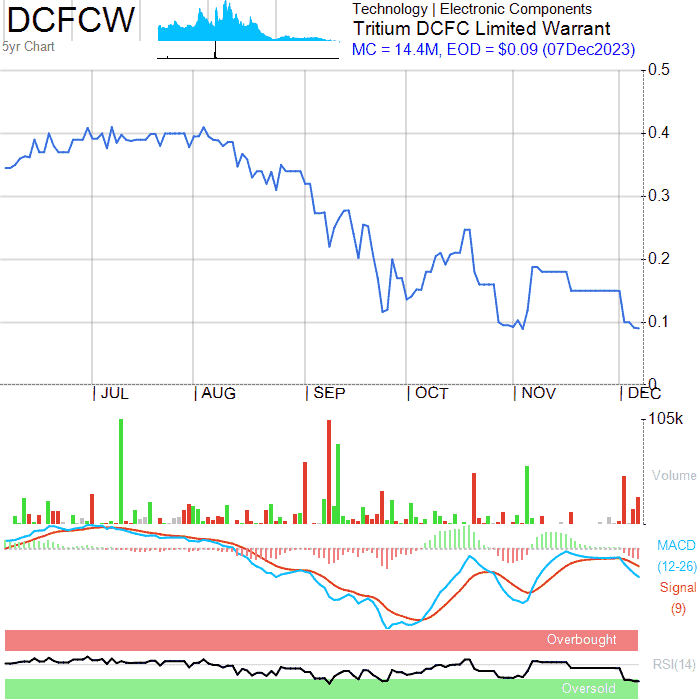 DCFCW
5yr Chart
Technology | Electronic Components
Tritium DCFC Limited Warrant
MC = 14.4M, EOD = $0.09 (07Dec2023)
0.5
0.4
0.3
0.2
0.1
0
JUL AUG SEP OCT NOV DEC
105k
Volume
MACD
(12-26)
Signal
(9)
Overbought
RSI(14)
Oversold